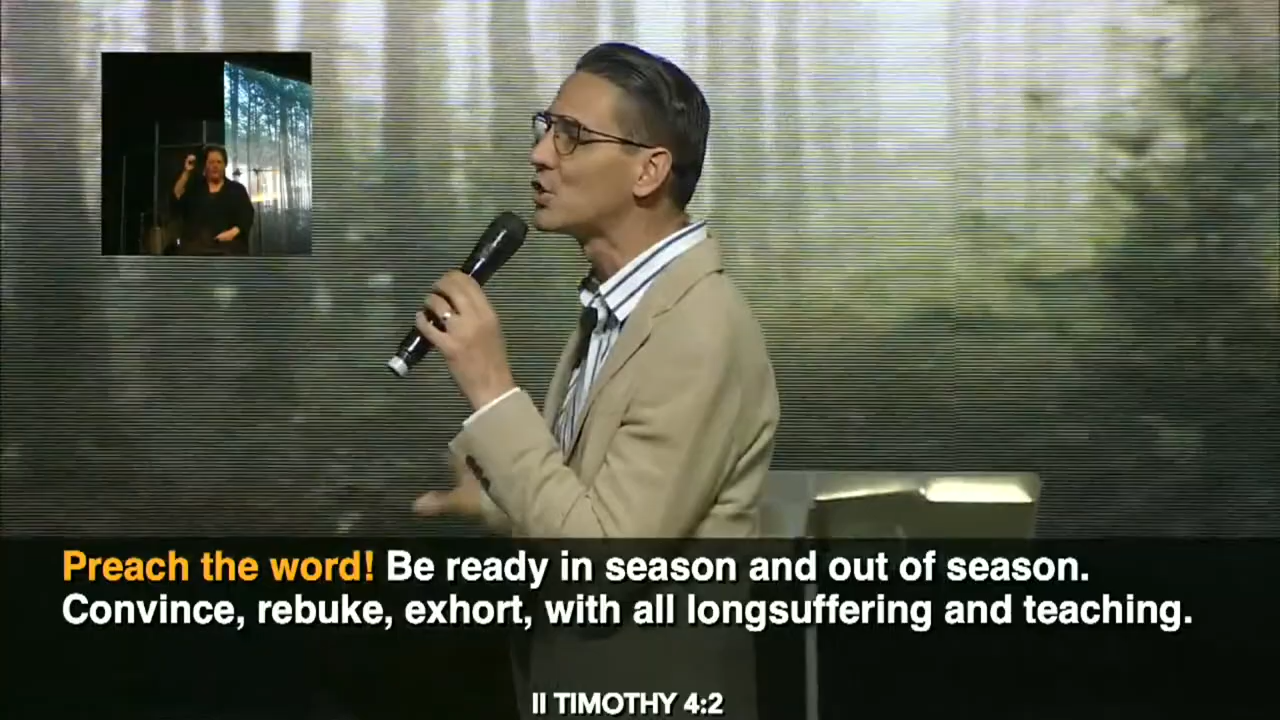 Preach the word! Be ready in season and out of season.
Convince, rebuke, exhort, with all longsuffering and teaching.
II TIMOTHY 4:2